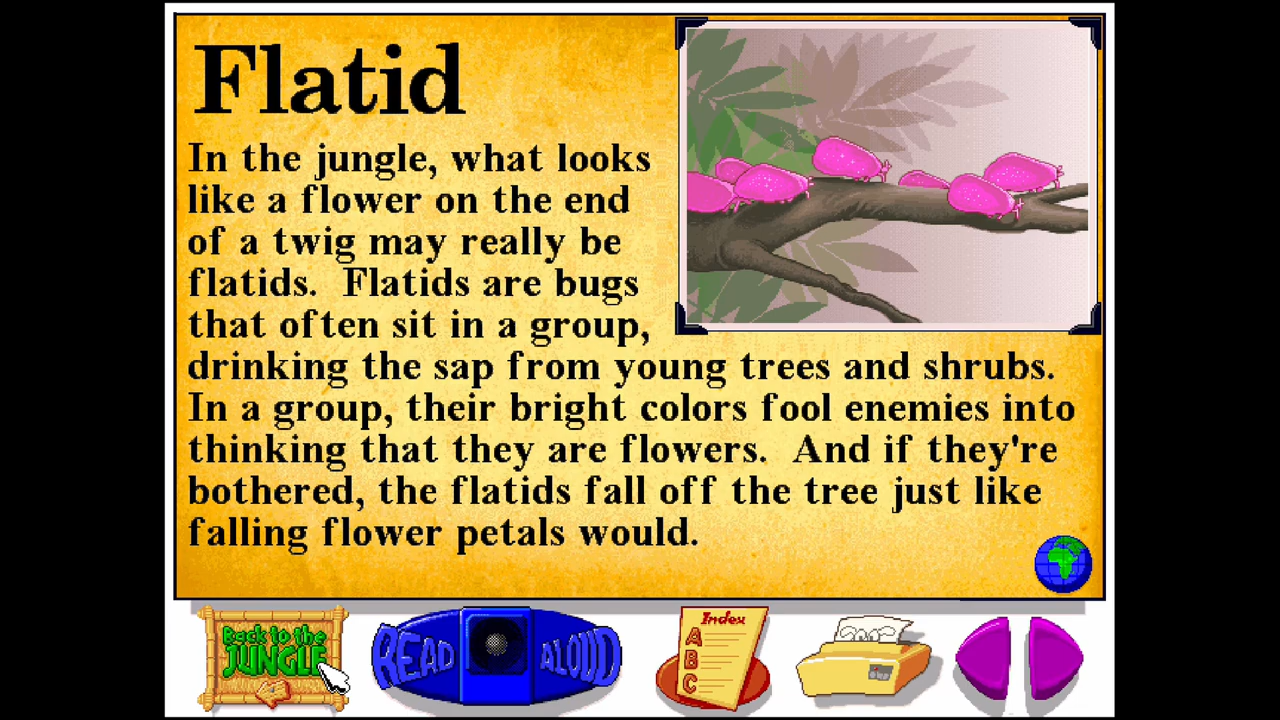 Flatid
In the jungle, what looks
like a flower on the end
of a twig may really be
flatids.  Flatids are bugs
that often sit in a group,
drinking the sap from young trees and shrubs.
In a group, their bright colors fool enemies into
thinking that they are flowers.  And if they're
bothered, the flatids fall off the tree just like
falling flower petals would.
Back to the
JUNGLE
READ ALOUD
Index
A
B
C